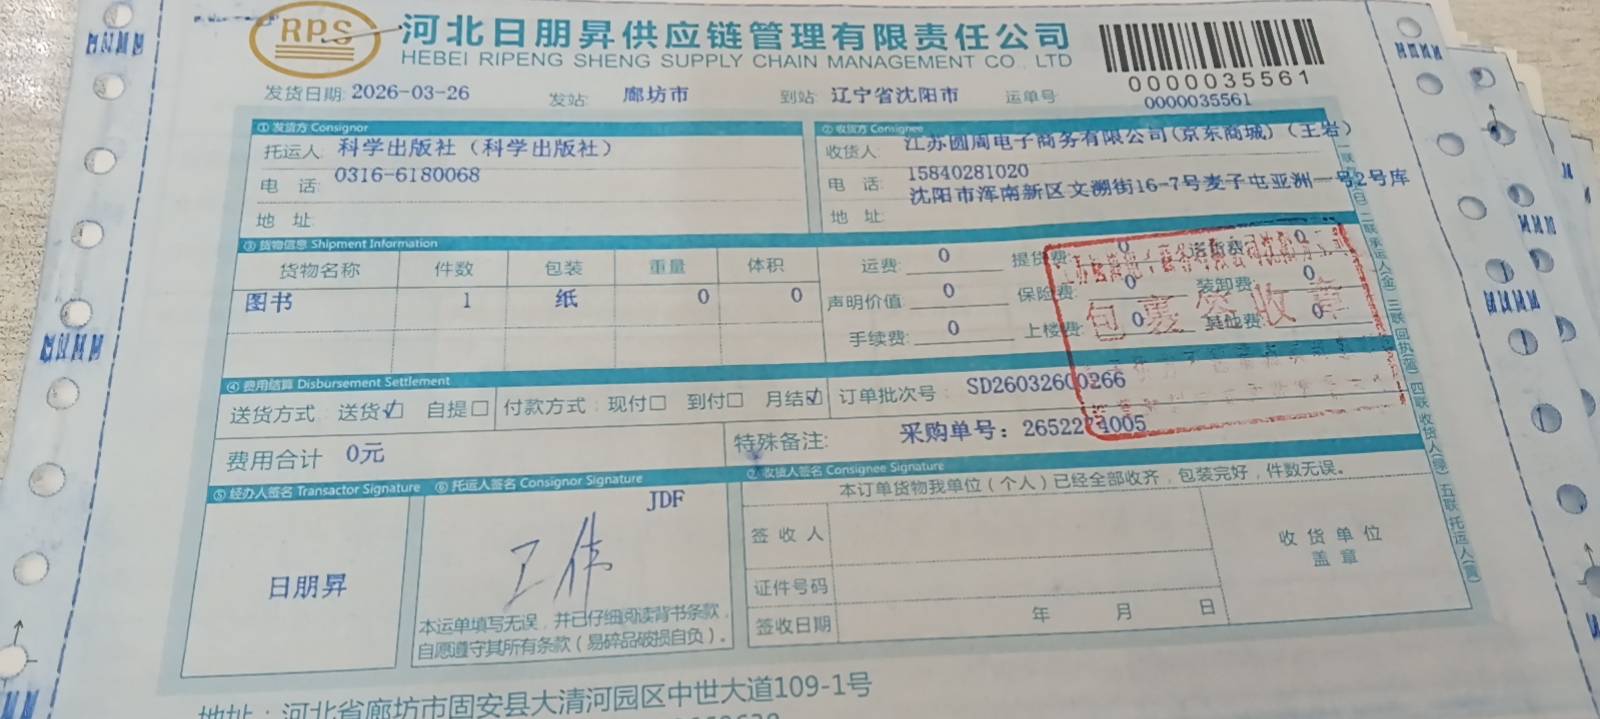 RPS 河北日朋昇供应链管理有限责任公司
HEBEI RIPENG SHENG SUPPLY CHAIN MANAGEMENT CO., LTD
0000035561
发货日期: 2026-03-26 发站: 廊坊市 到站: 辽宁省沈阳市 运单号 0000035561
① 发货方 Consignor
托运人: 科学出版社（科学出版社）
电 话: 0316-6180068
地 址:
② 收货方 Consignee
收货人: 江苏圆周电子商务有限公司(京东商城)（王岩）
电 话: 15840281020
地 址: 沈阳市浑南新区文溯街16-7号麦子屯亚洲一号2号库
③ 货物信息 Shipment Information
货物名称 件数 包装 重量 体积
图书 1 纸 0 0
运费: 0 提货费: 0 送货费: 0
声明价值: 0 保险费: 0 装卸费: 0
手续费: 0 上楼费: 0 其他费: 0
包裹签收章
④ 费用结算 Disbursement Settlement
送货方式: 送货☑ 自提☐ 付款方式: 现付☐ 到付☐ 月结☑ 订单批次号: SD26032600266
费用合计 0元 特殊备注: 采购单号: 2652274005
⑤ 经办人签名 Transactor Signature
日朋昇
⑥ 托运人签名 Consignor Signature
JDF
王伟
本运单填写无误，并已仔细阅读背书条款，
自愿遵守其所有条款（易碎品破损自负）。
⑦ 收货人签名 Consignee Signature
本订单货物我单位（个人）已经全部收齐，包装完好，件数无误。
签 收 人
证件号码
签收日期 年 月 日
收 货 单 位
盖 章
地址：河北省廊坊市固安县大清河园区中世大道109-1号